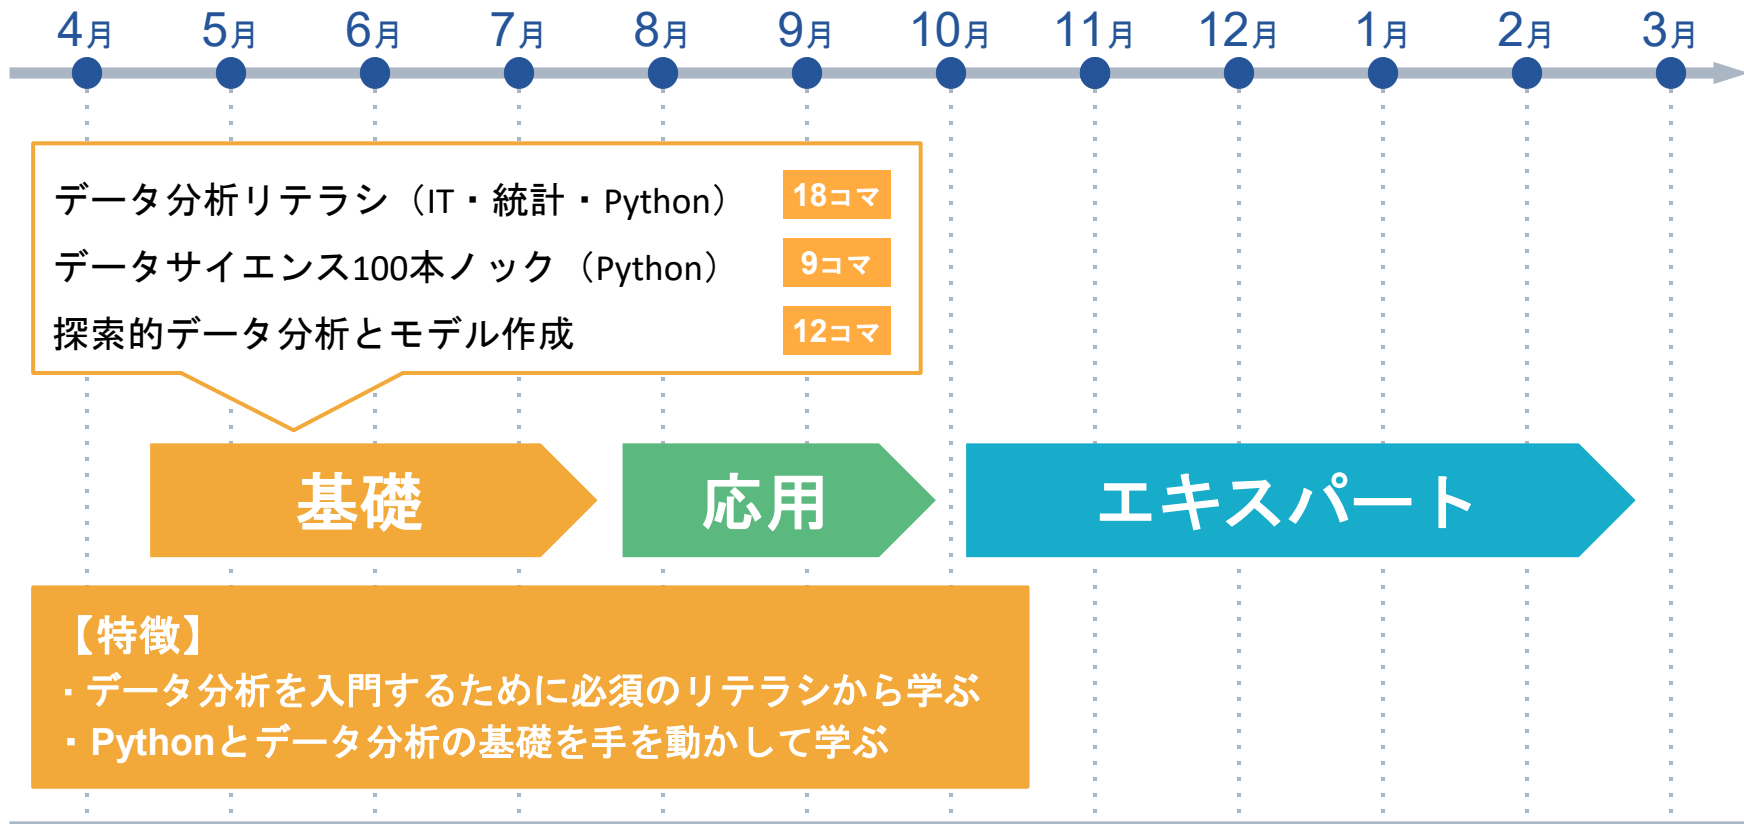 4月 5月 6月 7月 8月 9月 10月 11月 12月 1月 2月 3月
データ分析リテラシ（IT・統計・Python） 18コマ
データサイエンス100本ノック（Python） 9コマ
探索的データ分析とモデル作成 12コマ
基礎 応用 エキスパート
【特徴】
・データ分析を入門するために必須のリテラシから学ぶ
・Pythonとデータ分析の基礎を手を動かして学ぶ